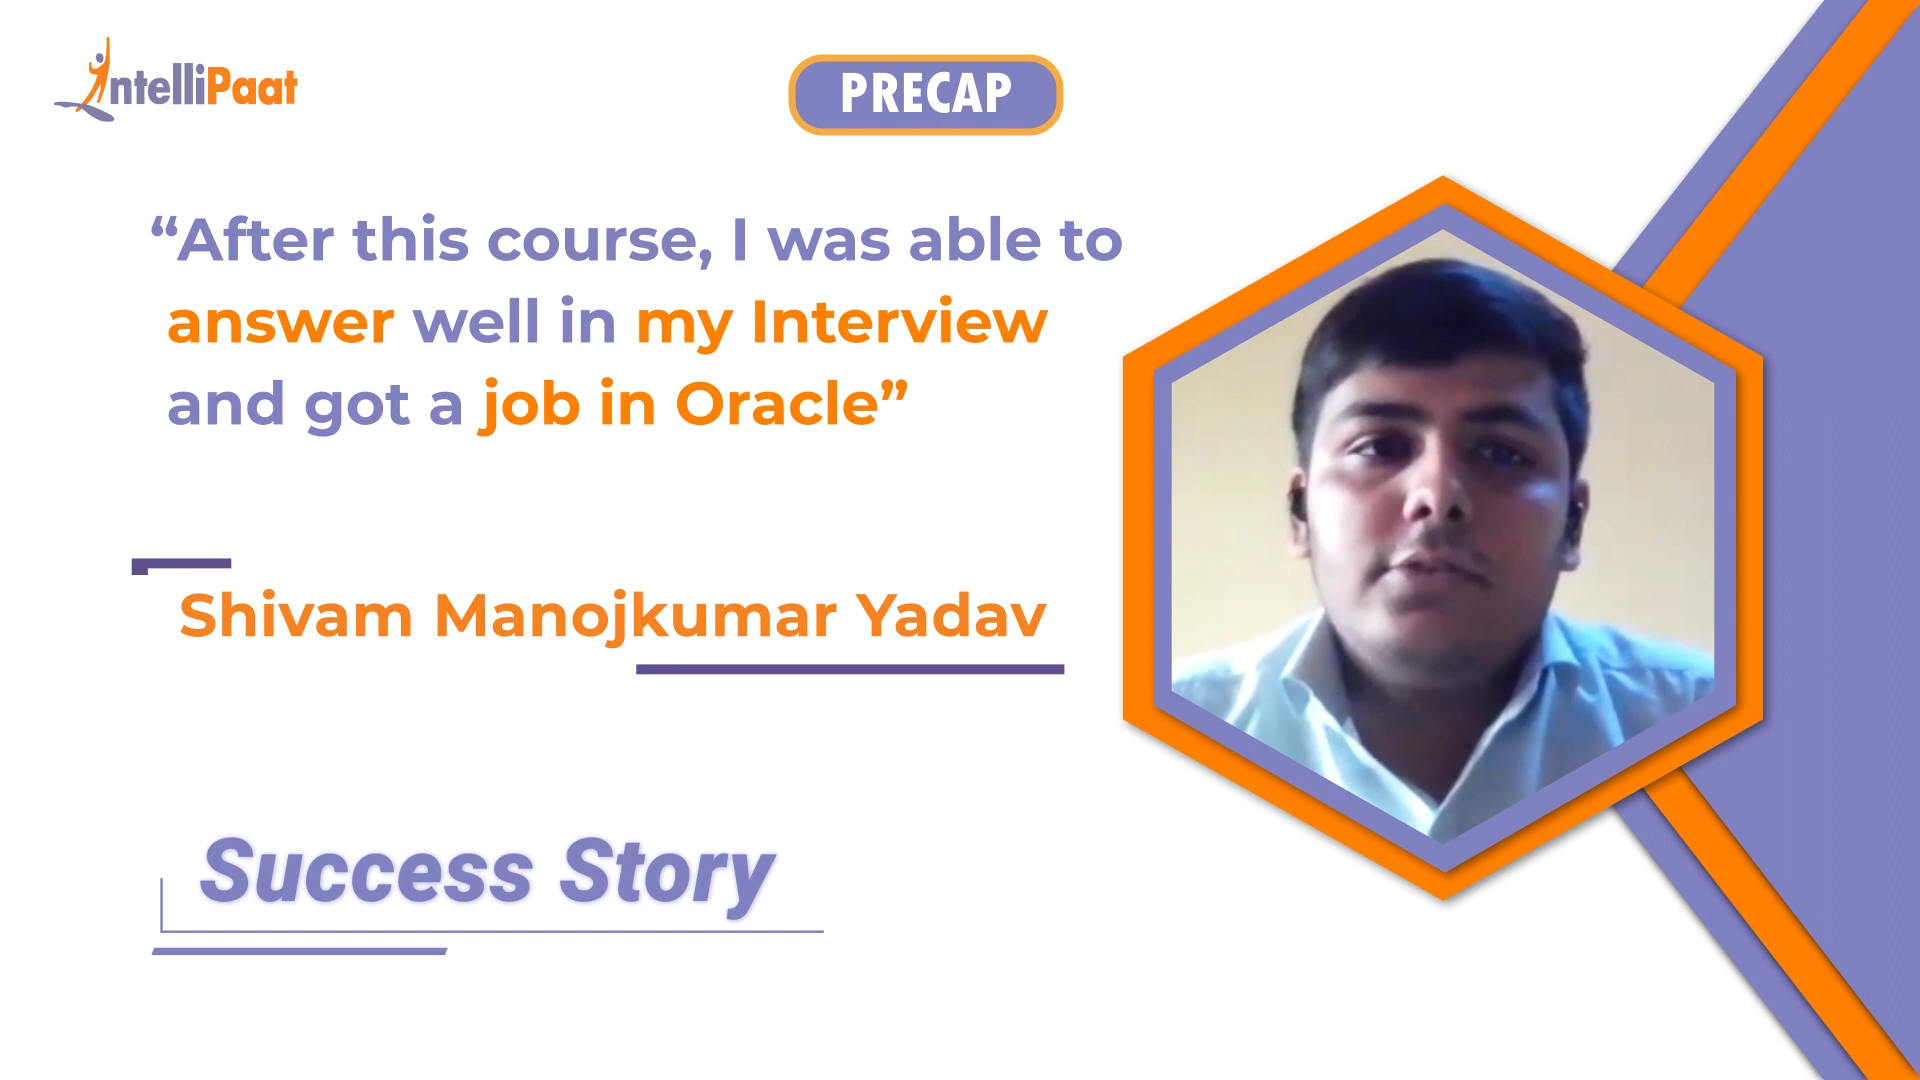 IntelliPaat
PRECAP
“After this course, I was able to
answer well in my Interview
and got a job in Oracle”
Shivam Manojkumar Yadav
Success Story